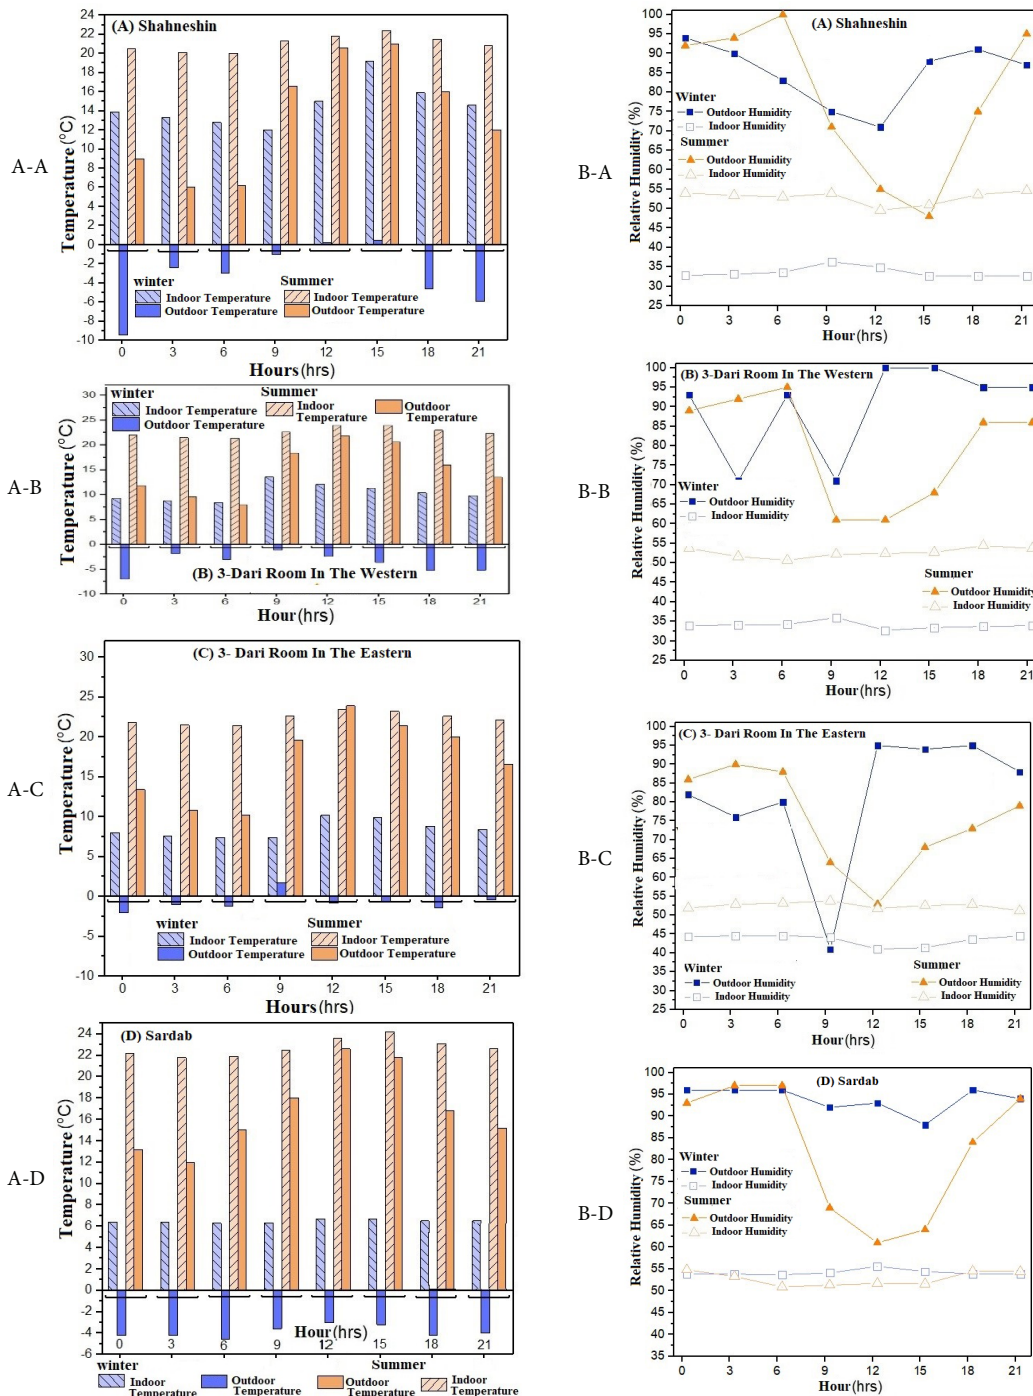 A-A
(A) Shahneshin
Temperature (°C)
24
22
20
18
16
14
12
10
8
6
4
2
0
-2
-4
-6
-8
-10
winter
Summer
Indoor Temperature
Indoor Temperature
Outdoor Temperature
Outdoor Temperature
0 3 6 9 12 15 18 21
Hours (hrs)
B-A
(A) Shahneshin
Relative Humidity (%)
100
95
90
85
80
75
70
65
60
55
50
45
40
35
30
25
Winter
Outdoor Humidity
Indoor Humidity
Summer
Outdoor Humidity
Indoor Humidity
0 3 6 9 12 15 18 21
Hour (hrs)
A-B
Temperature (°C)
30
25
20
15
10
5
0
-5
-10
winter
Summer
Indoor Temperature
Outdoor Temperature
Indoor
Temperature
Outdoor
Temperature
(B) 3-Dari Room In The Western
0 3 6 9 12 15 18 21
Hour (hrs)
B-B
(B) 3-Dari Room In The Western
Relative Humidity (%)
100
95
90
85
80
75
70
65
60
55
50
45
40
35
30
25
Winter
Outdoor Humidity
Indoor Humidity
Summer
Outdoor Humidity
Indoor Humidity
0 3 6 9 12 15 18 21
Hour (hrs)
A-C
(C) 3- Dari Room In The Eastern
Temperature (°C)
30
25
20
15
10
5
0
-5
-10
winter
Summer
Indoor Temperature
Indoor Temperature
Outdoor Temperature
Outdoor Temperature
0 3 6 9 12 15 18 21
Hours (hrs)
B-C
(C) 3- Dari Room In The Eastern
Relative Humidity (%)
100
95
90
85
80
75
70
65
60
55
50
45
40
35
30
25
Winter
Summer
Outdoor Humidity
Outdoor Humidity
Indoor Humidity
Indoor Humidity
0 3 6 9 12 15 18 21
Hour (hrs)
A-D
(D) Sardab
Temperature (°C)
24
22
20
18
16
14
12
10
8
6
4
2
0
-2
-4
-6
Hour (hrs)
0 3 6 9 12 15 18 21
winter
Summer
Indoor
Temperature
Outdoor
Temperature
Outdoor
Temperature
Indoor
Temperature
B-D
(D) Sardab
Relative Humidity (%)
100
95
90
85
80
75
70
65
60
55
50
45
40
35
Winter
Outdoor Humidity
Indoor Humidity
Summer
Outdoor Humidity
Indoor Humidity
0 3 6 9 12 15 18 21
Hour (hrs)